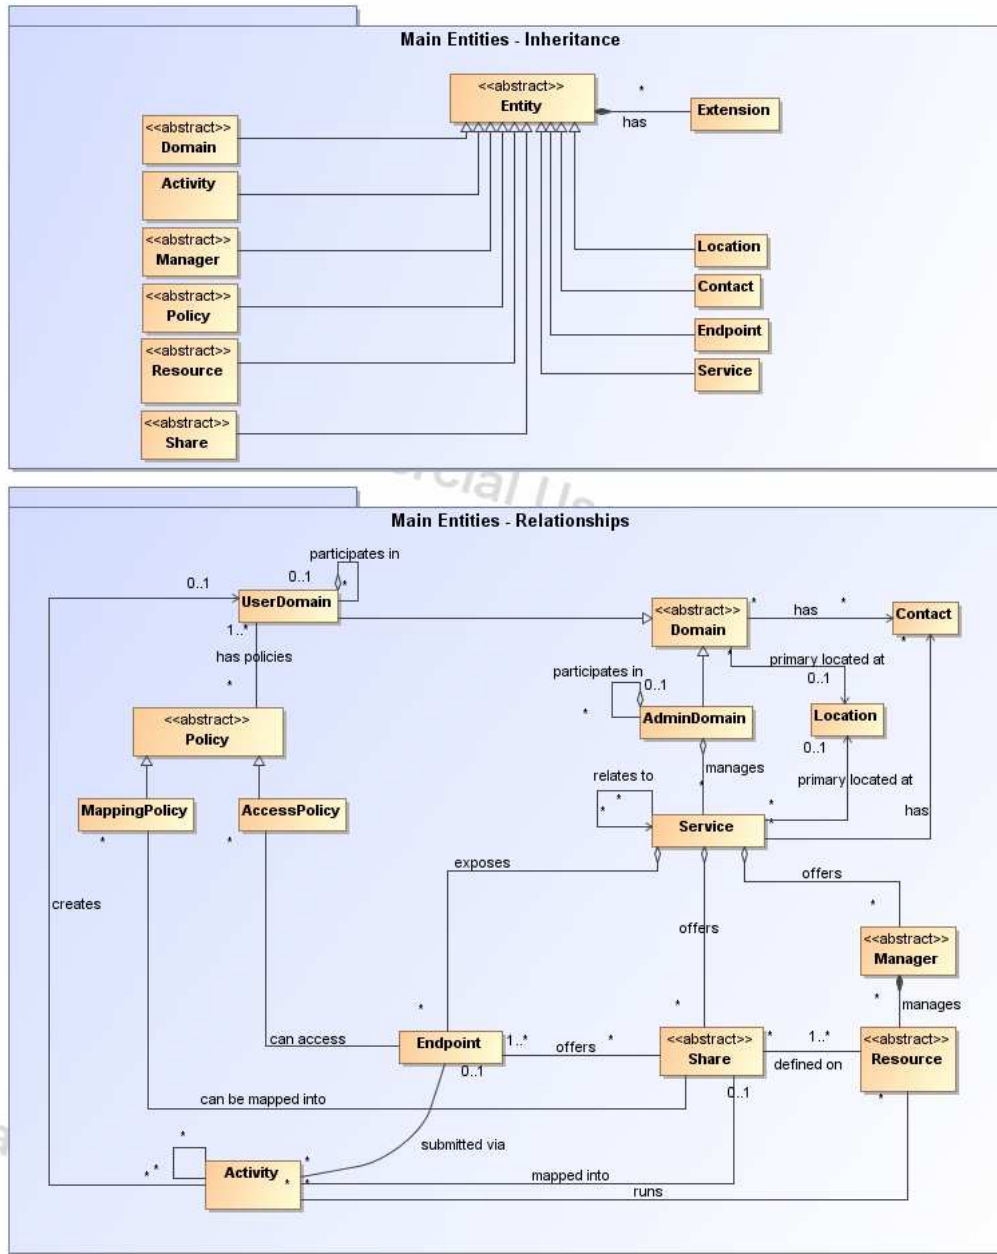 Main Entities - Inheritance
<<abstract>>
Entity
*
has
Extension
<<abstract>>
Domain
Activity
<<abstract>>
Manager
<<abstract>>
Policy
<<abstract>>
Resource
<<abstract>>
Share
Location
Contact
Endpoint
Service
rcial Us
Main Entities - Relationships
participates in
0..1
0..1
*
UserDomain
1..*
has policies
*
<<abstract>>
Domain
*
has
*
Contact
*
*
primary located at
0..1
participates in
0..1
*
AdminDomain
Location
0..1
<<abstract>>
Policy
manages
*
relates to
*
*
primary located at
MappingPolicy
*
AccessPolicy
*
Service
*
*
has
exposes
offers
*
creates
offers
<<abstract>>
Manager
*
manages
*
*
can access
Endpoint
1..*
offers
*
0..1
<<abstract>>
Share
*
1..*
defined on
0..1
<<abstract>>
Resource
*
can be mapped into
submitted via
*
*
*
*
Activity
*
*
*
mapped into
runs